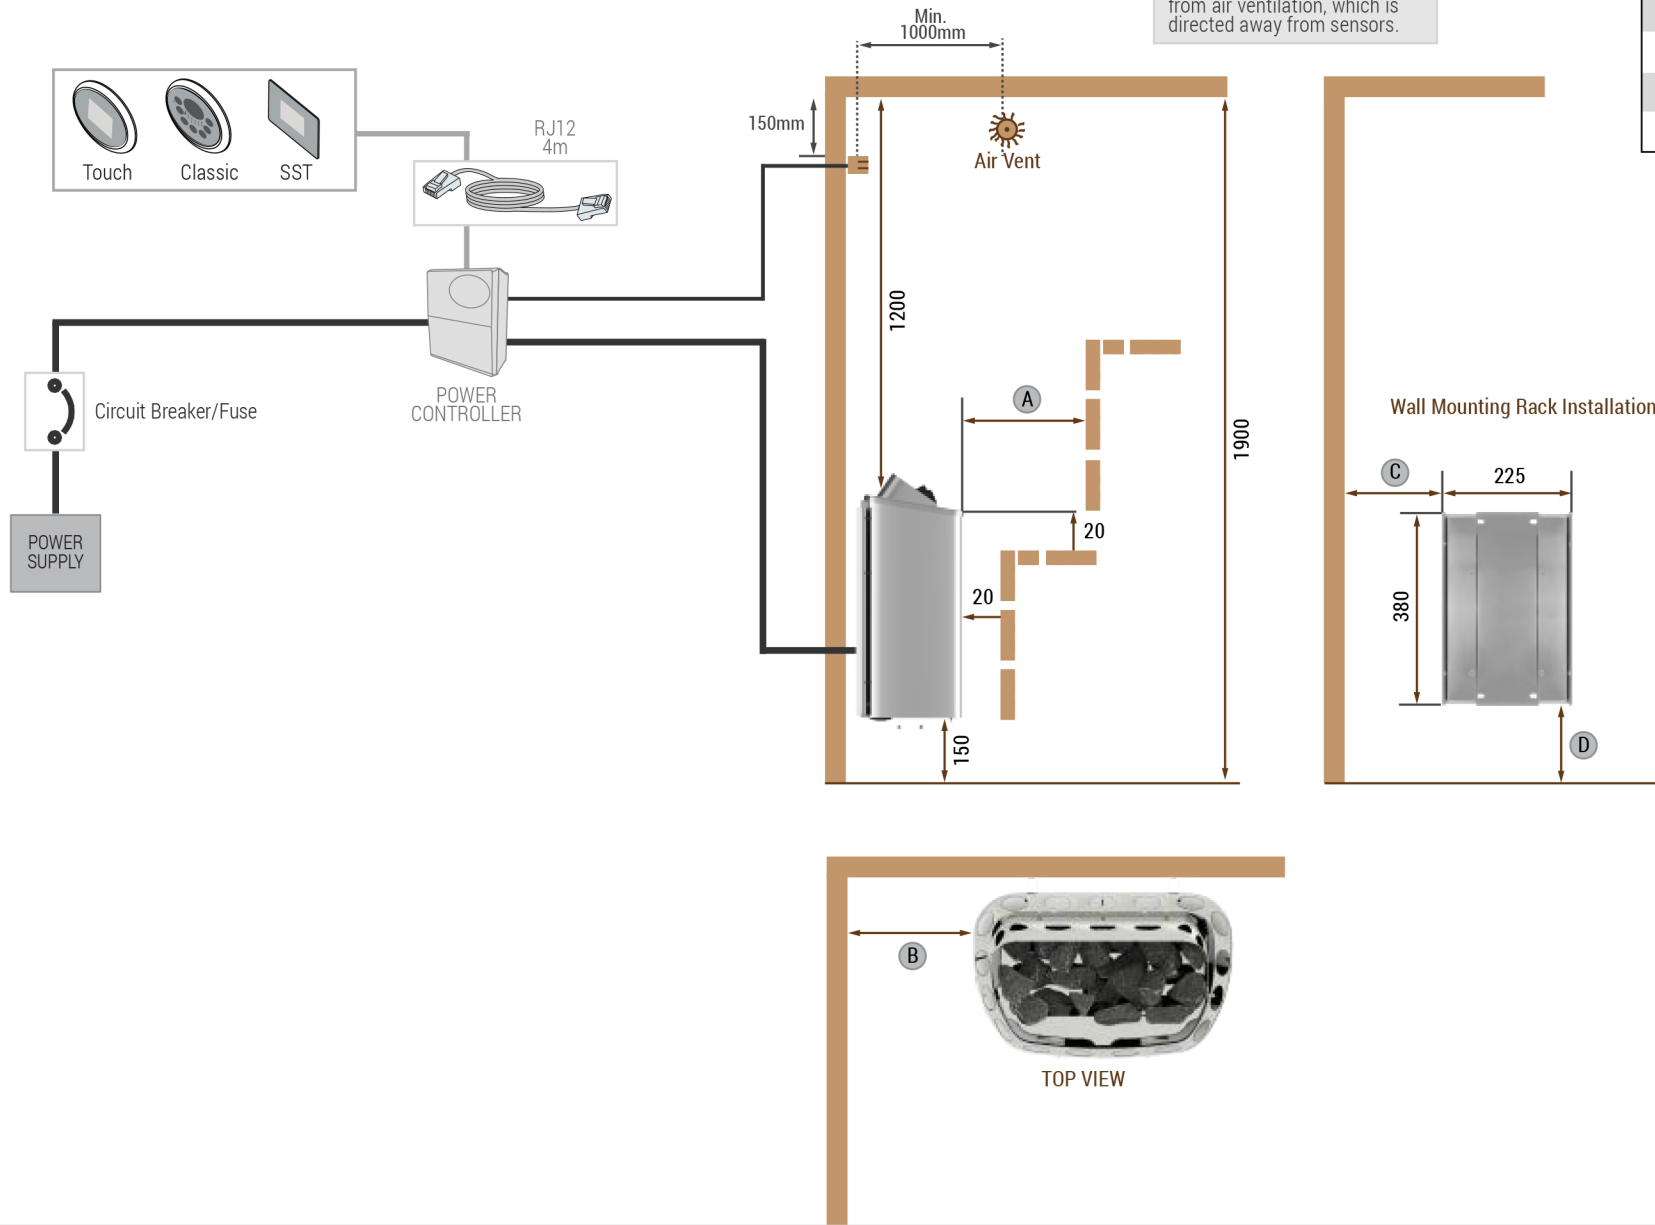 from air ventilation, which is
directed away from sensors.
Min.
1000mm
150mm
Air Vent
RJ12
4m
Touch
Classic
SST
1200
1900
POWER
CONTROLLER
Circuit Breaker/Fuse
POWER
SUPPLY
A
20
20
150
Wall Mounting Rack Installation
C
225
380
D
B
TOP VIEW